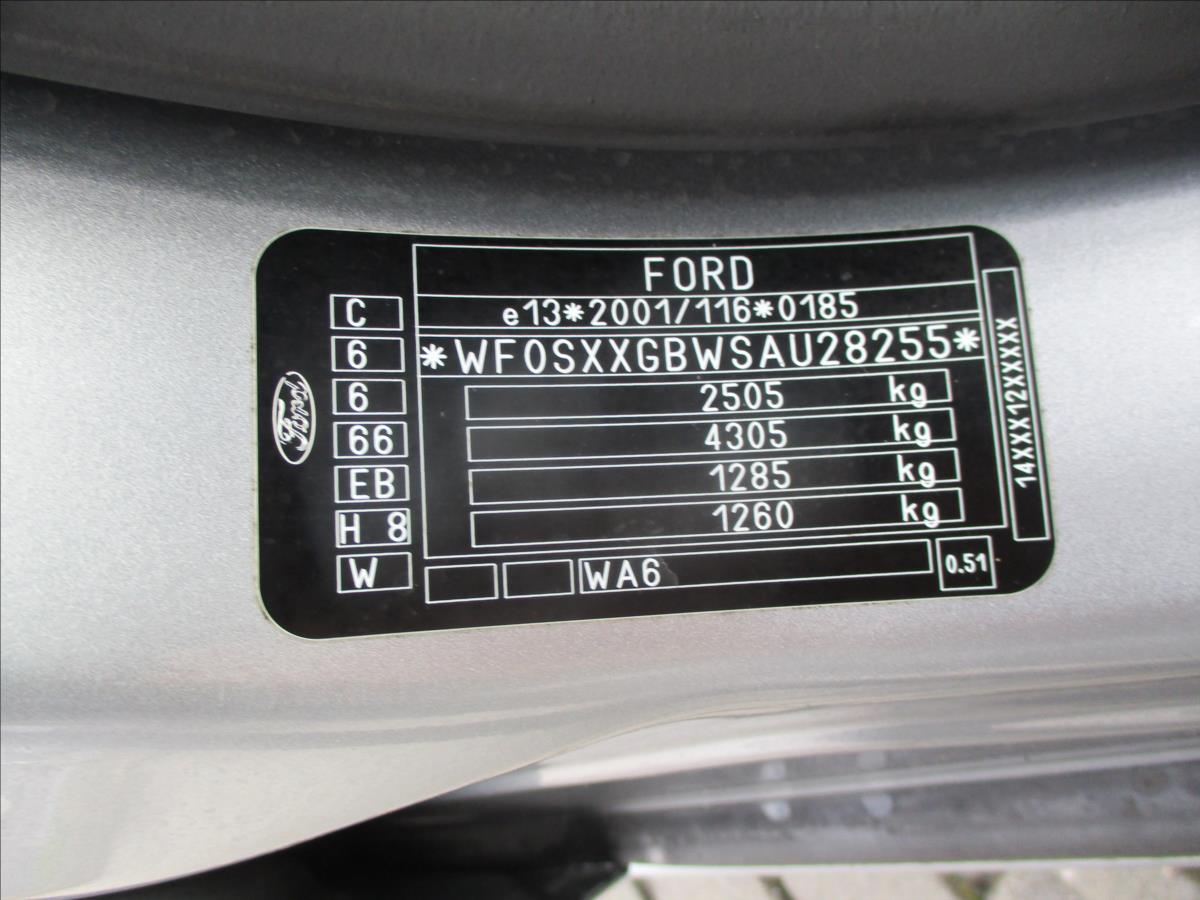 FORD
e13*2001/116*0185
*WF0SXXGBWSAU28255*
2505 kg
4305 kg
1285 kg
1260 kg
WA6
0.51
C
6
6
66
EB
H 8
W
Ford
14XXX12XXXXX